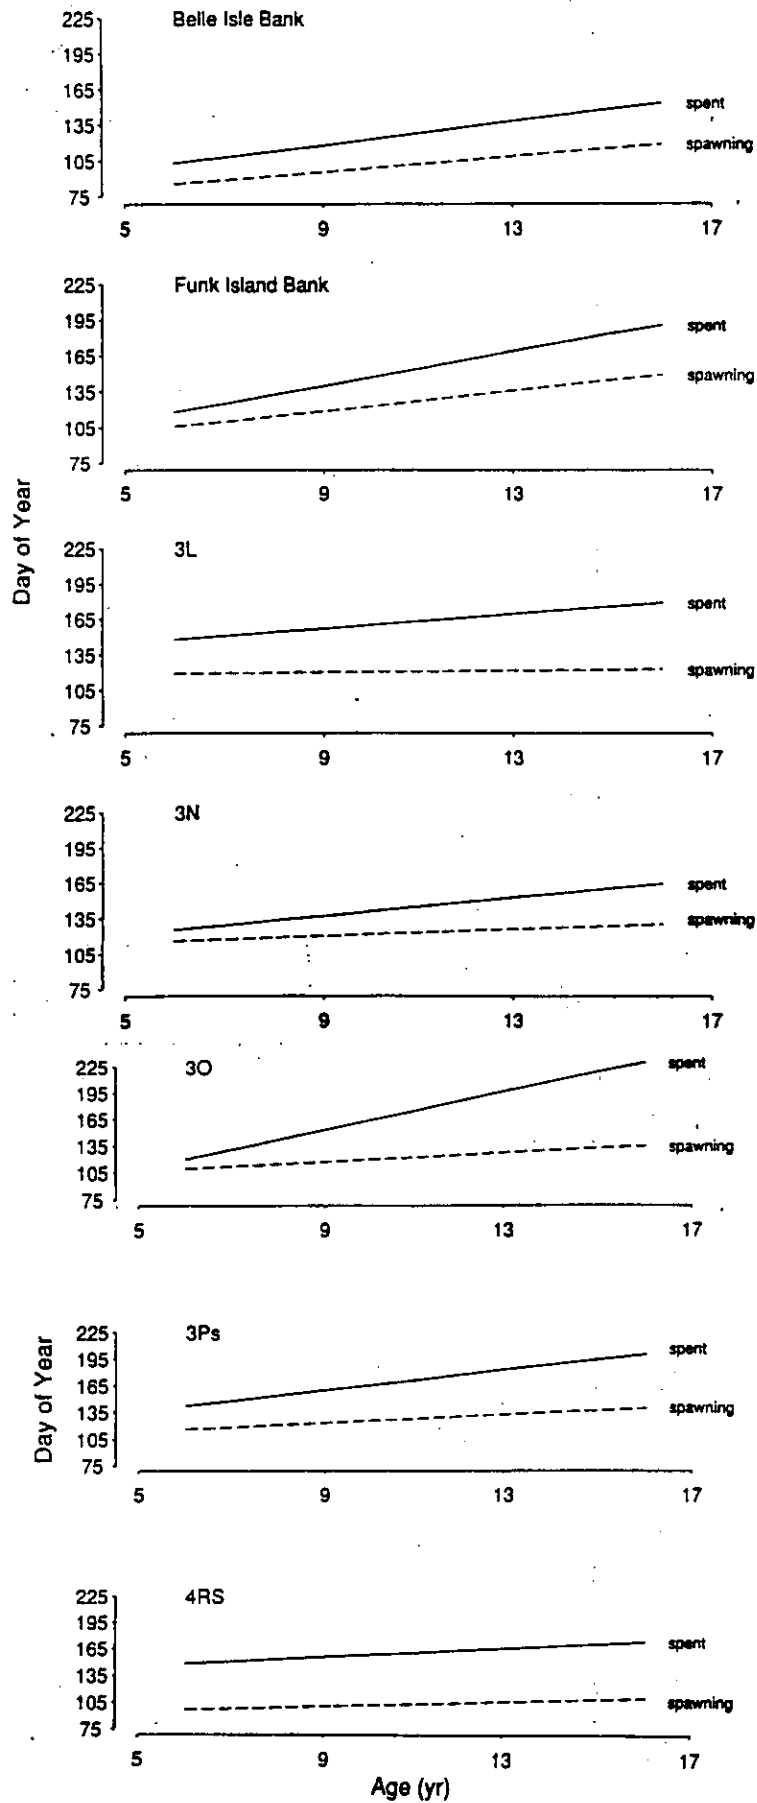 Belle Isle Bank
225
195
165
135
105
75
spent
spawning
5 9 13 17
Funk Island Bank
225
195
165
135
105
75
spent
spawning
5 9 13 17
Day of Year
3L
225
195
165
135
105
75
spent
spawning
5 9 13 17
3N
225
195
165
135
105
75
spent
spawning
5 9 13 17
3O
225
195
165
135
105
75
spent
spawning
5 9 13 17
Day of Year
3Ps
225
195
165
135
105
75
spent
spawning
5 9 13 17
4RS
225
195
165
135
105
75
spent
spawning
5 9 13 17
Age (yr)